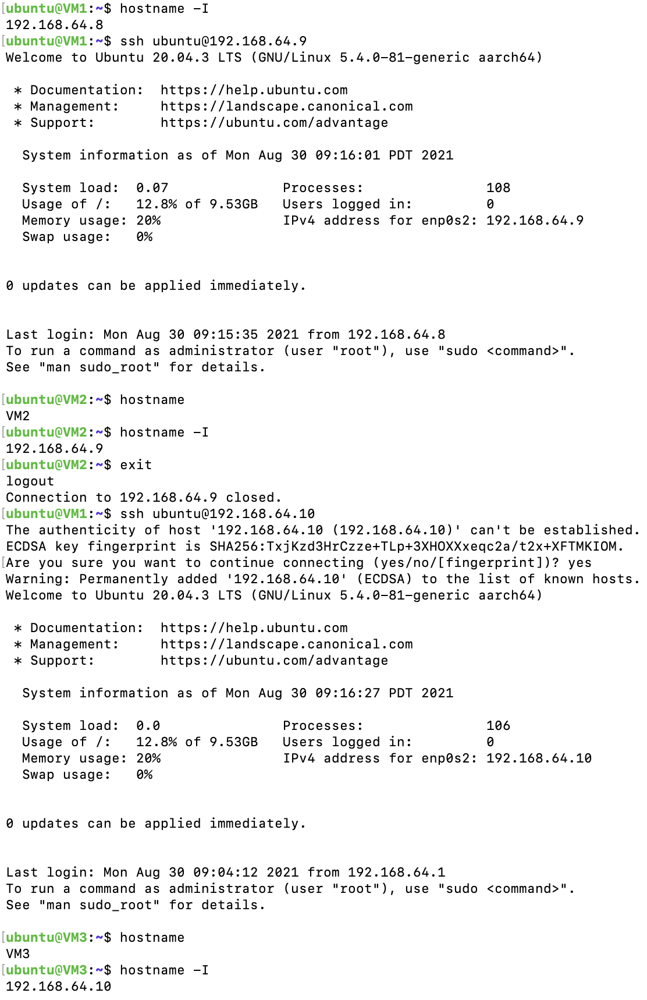 ubuntu@VM1:~$ hostname -I
192.168.64.8
ubuntu@VM1:~$ ssh ubuntu@192.168.64.9
Welcome to Ubuntu 20.04.3 LTS (GNU/Linux 5.4.0-81-generic aarch64)

 * Documentation:  https://help.ubuntu.com
 * Management:     https://landscape.canonical.com
 * Support:        https://ubuntu.com/advantage

  System information as of Mon Aug 30 09:16:01 PDT 2021

  System load:  0.07              Processes:               108
  Usage of /:   12.8% of 9.53GB   Users logged in:         0
  Memory usage: 20%               IPv4 address for enp0s2: 192.168.64.9
  Swap usage:   0%

0 updates can be applied immediately.

Last login: Mon Aug 30 09:15:35 2021 from 192.168.64.8
To run a command as administrator (user "root"), use "sudo <command>".
See "man sudo_root" for details.

ubuntu@VM2:~$ hostname
VM2
ubuntu@VM2:~$ hostname -I
192.168.64.9
ubuntu@VM2:~$ exit
logout
Connection to 192.168.64.9 closed.
ubuntu@VM1:~$ ssh ubuntu@192.168.64.10
The authenticity of host '192.168.64.10 (192.168.64.10)' can't be established.
ECDSA key fingerprint is SHA256:TxjKzd3HrCzze+TLp+3XHOXXxeqc2a/t2x+XFTMKIOM.
Are you sure you want to continue connecting (yes/no/[fingerprint])? yes
Warning: Permanently added '192.168.64.10' (ECDSA) to the list of known hosts.
Welcome to Ubuntu 20.04.3 LTS (GNU/Linux 5.4.0-81-generic aarch64)

 * Documentation:  https://help.ubuntu.com
 * Management:     https://landscape.canonical.com
 * Support:        https://ubuntu.com/advantage

  System information as of Mon Aug 30 09:16:27 PDT 2021

  System load:  0.0               Processes:               106
  Usage of /:   12.8% of 9.53GB   Users logged in:         0
  Memory usage: 20%               IPv4 address for enp0s2: 192.168.64.10
  Swap usage:   0%

0 updates can be applied immediately.

Last login: Mon Aug 30 09:04:12 2021 from 192.168.64.1
To run a command as administrator (user "root"), use "sudo <command>".
See "man sudo_root" for details.

ubuntu@VM3:~$ hostname
VM3
ubuntu@VM3:~$ hostname -I
192.168.64.10